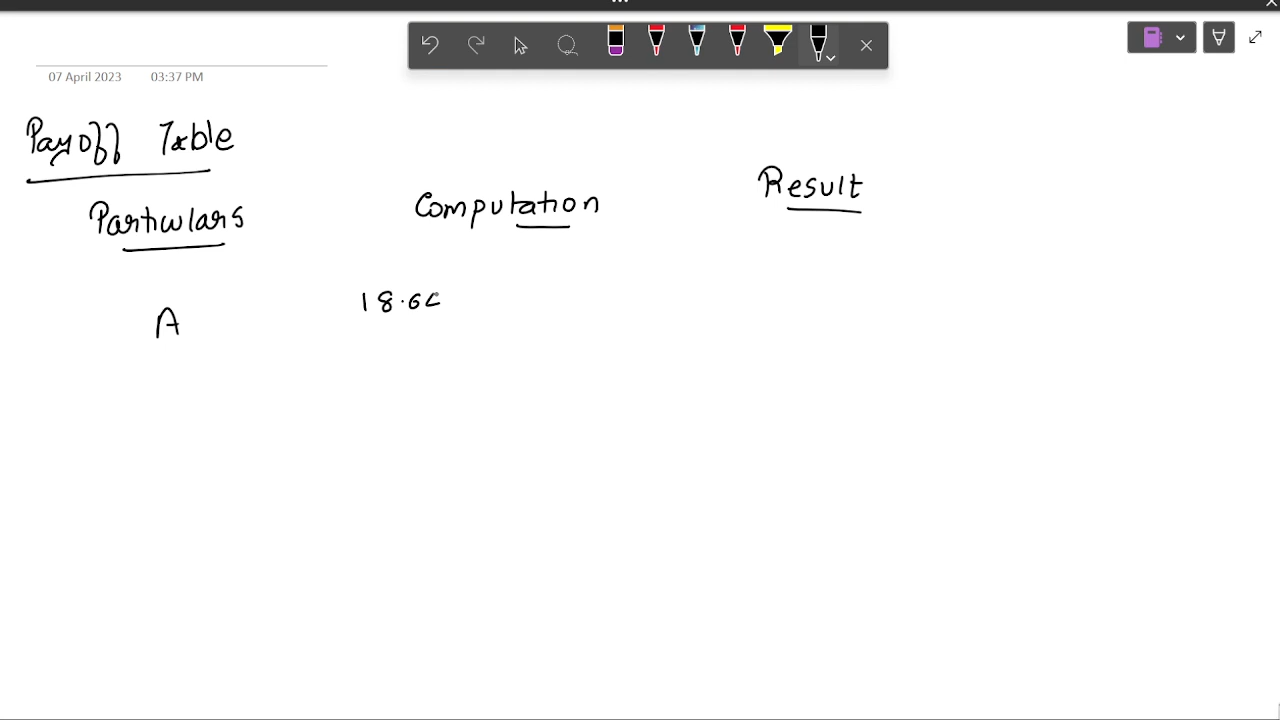 07 April 2023 03:37 PM
Payoff Table
Particulars Computation Result
A 18.6